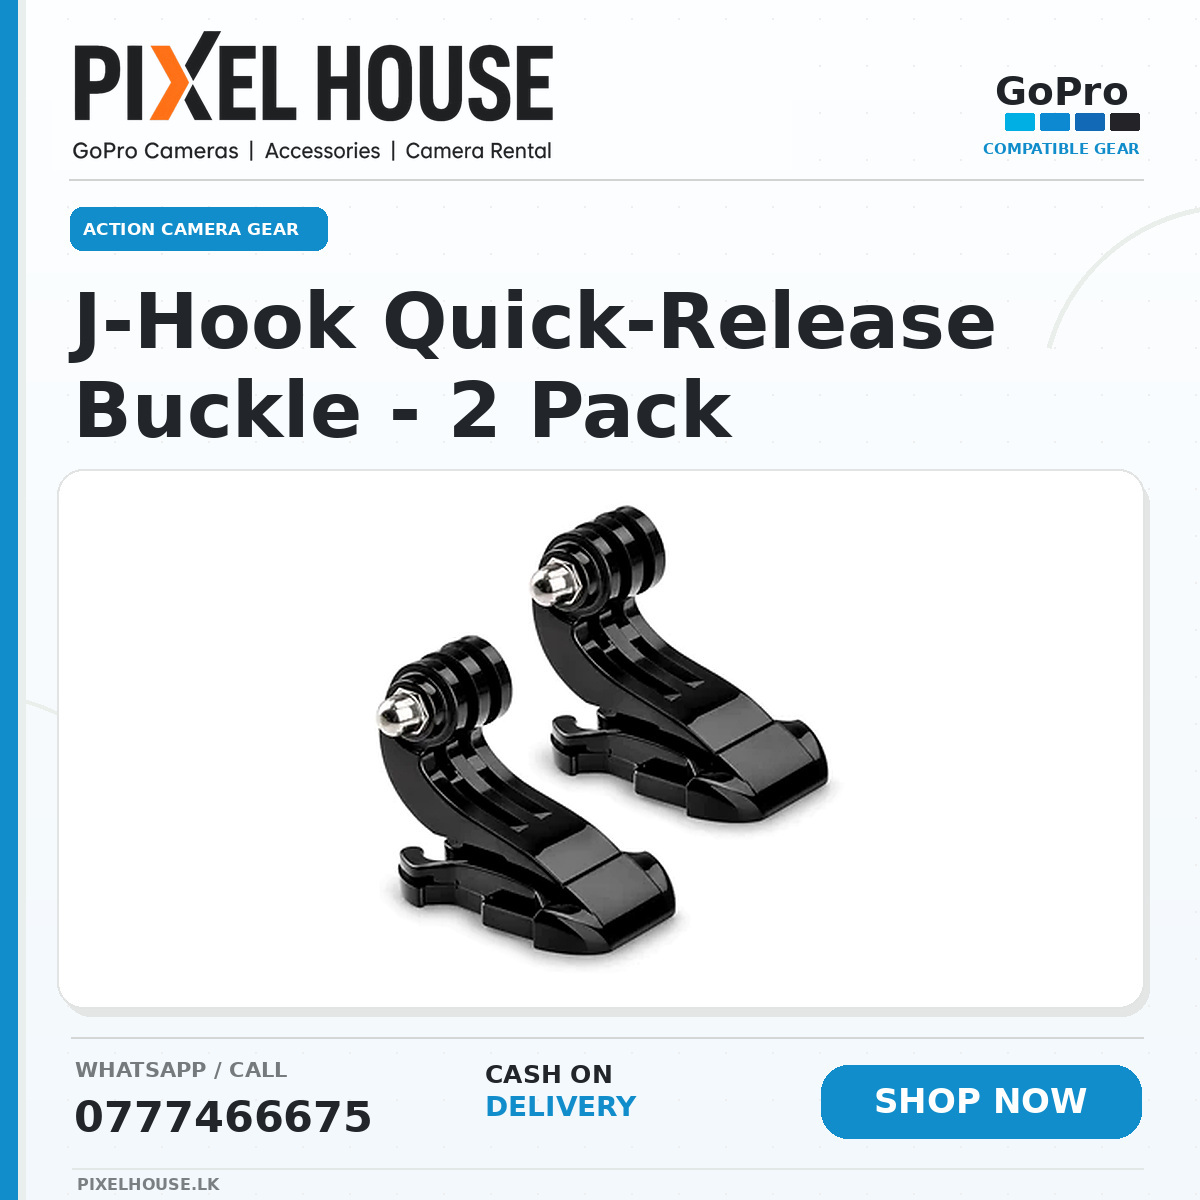 PIXEL HOUSE
GoPro Cameras | Accessories | Camera Rental
GoPro
COMPATIBLE GEAR
ACTION CAMERA GEAR
J-Hook Quick-Release
Buckle - 2 Pack
WHATSAPP / CALL
0777466675
CASH ON
DELIVERY
SHOP NOW
PIXELHOUSE.LK